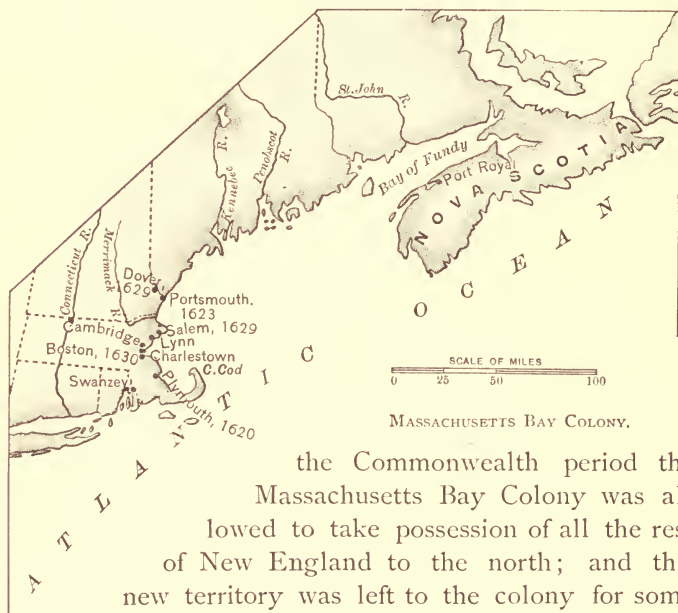 St. John R.
Kennebec R.
Penobscot R.
Bay of Fundy
Port Royal
NOVA SCOTIA
Connecticut R.
Merrimack R.
Dover
1629
Portsmouth,
1623
Cambridge
Salem, 1629
Lynn
Boston, 1630
Charlestown
C. Cod
Swanzey
Plymouth, 1620
ATLANTIC OCEAN
SCALE OF MILES
0 25 50 100
MASSACHUSETTS BAY COLONY.
the Commonwealth period th
Massachusetts Bay Colony was al
lowed to take possession of all the res
of New England to the north; and th
new territory was left to the colony for som